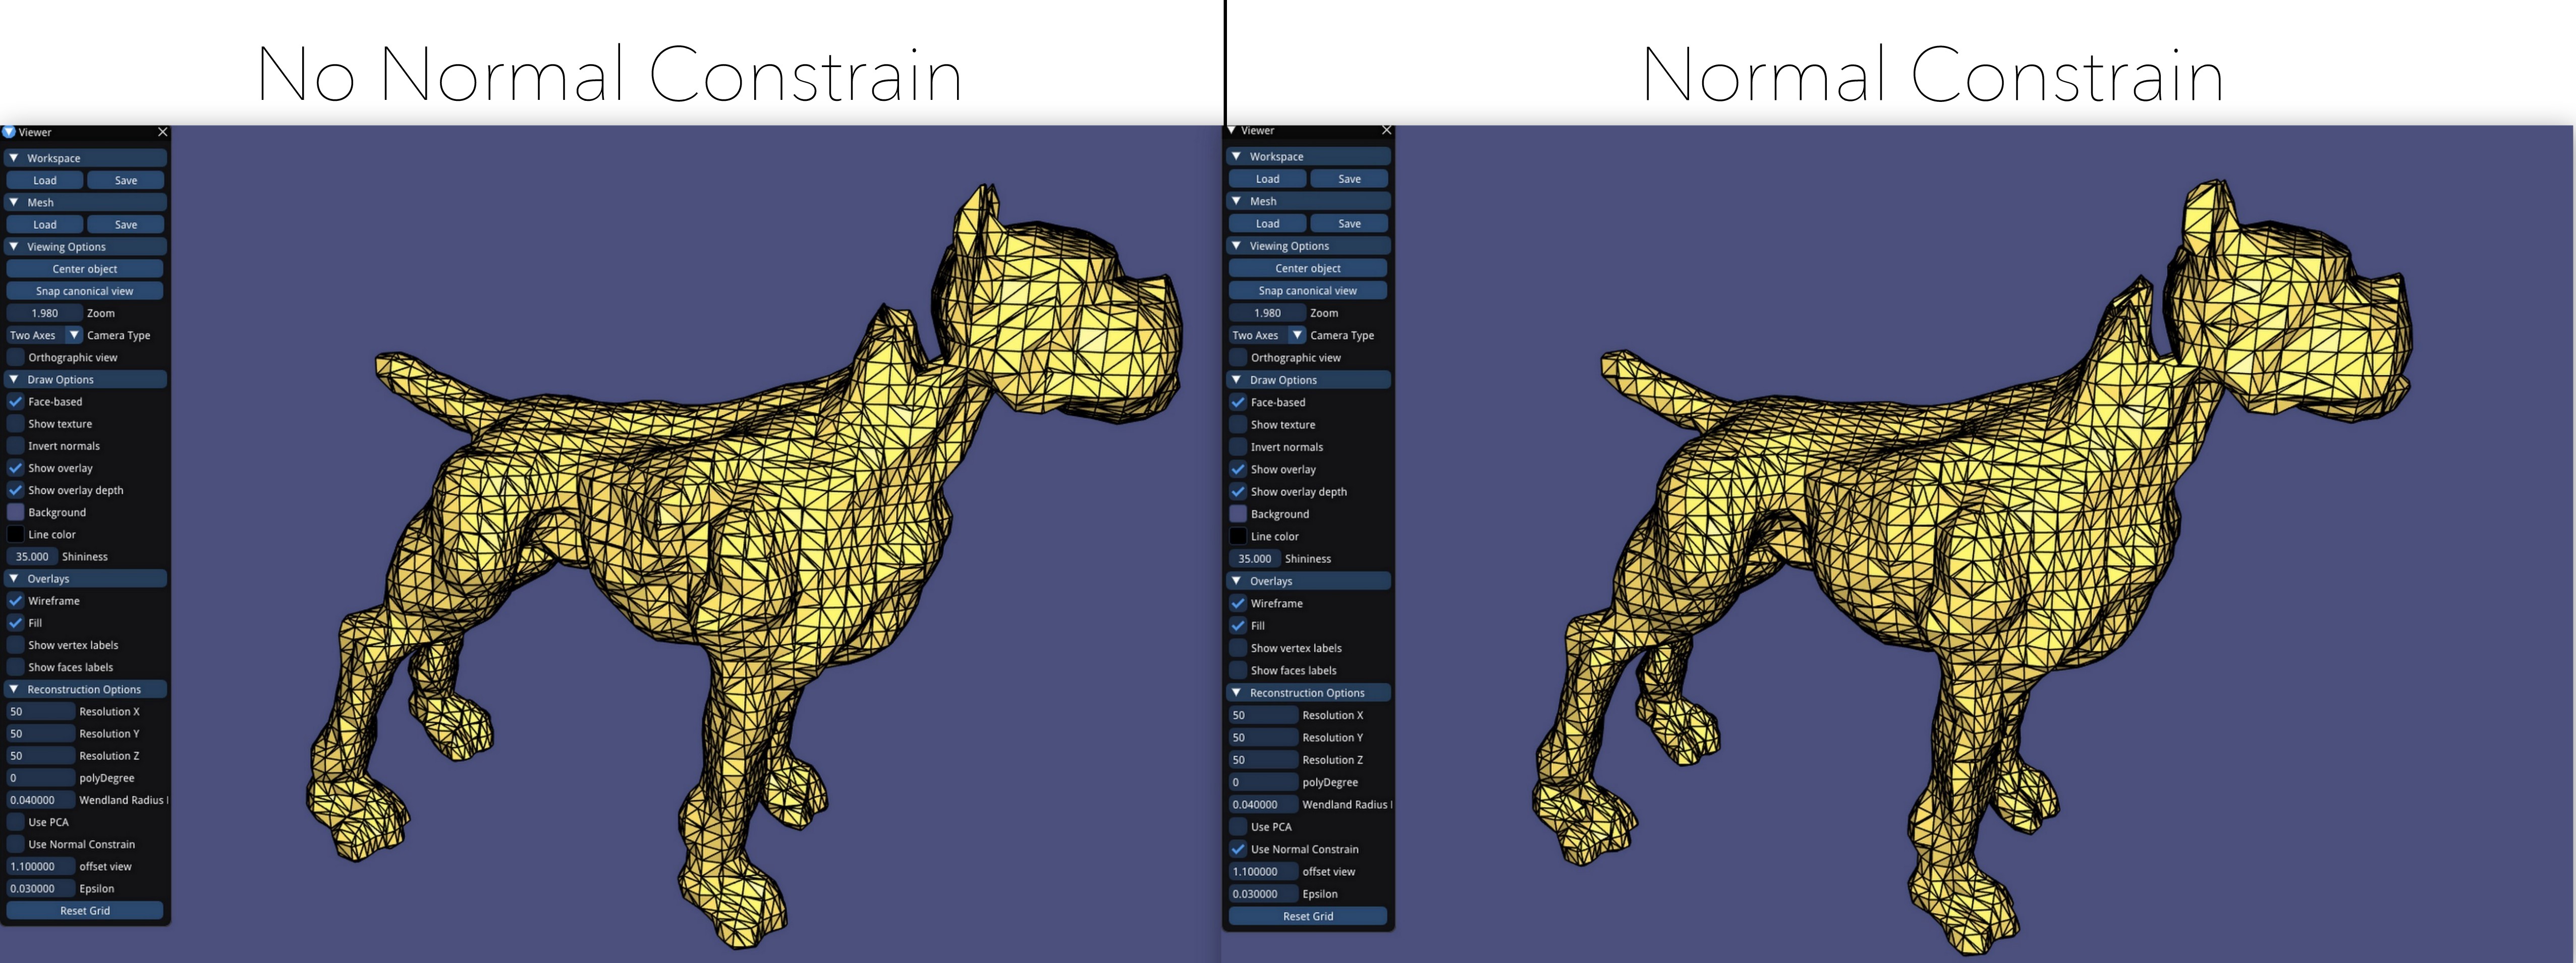 No Normal Constrain
Viewer
Workspace
Load Save
Mesh
Load Save
Viewing Options
Center object
Snap canonical view
1.980 Zoom
Two Axes Camera Type
Orthographic view
Draw Options
Face-based
Show texture
Invert normals
Show overlay
Show overlay depth
Background
Line color
35.000 Shininess
Overlays
Wireframe
Fill
Show vertex labels
Show faces labels
Reconstruction Options
50 Resolution X
50 Resolution Y
50 Resolution Z
0 polyDegree
0.040000 Wendland Radius
Use PCA
Use Normal Constrain
1.100000 offset view
0.030000 Epsilon
Reset Grid
Normal Constrain
Viewer
Workspace
Load Save
Mesh
Load Save
Viewing Options
Center object
Snap canonical view
1.980 Zoom
Two Axes Camera Type
Orthographic view
Draw Options
Face-based
Show texture
Invert normals
Show overlay
Show overlay depth
Background
Line color
35.000 Shininess
Overlays
Wireframe
Fill
Show vertex labels
Show faces labels
Reconstruction Options
50 Resolution X
50 Resolution Y
50 Resolution Z
0 polyDegree
0.040000 Wendland Radius
Use PCA
Use Normal Constrain
1.100000 offset view
0.030000 Epsilon
Reset Grid